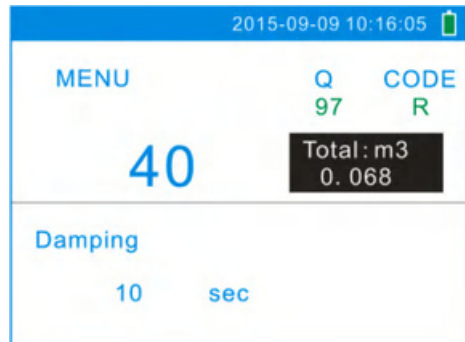 2015-09-09 10:16:05
MENU Q CODE
97 R
40
Total:m3
0.068
Damping
10 sec